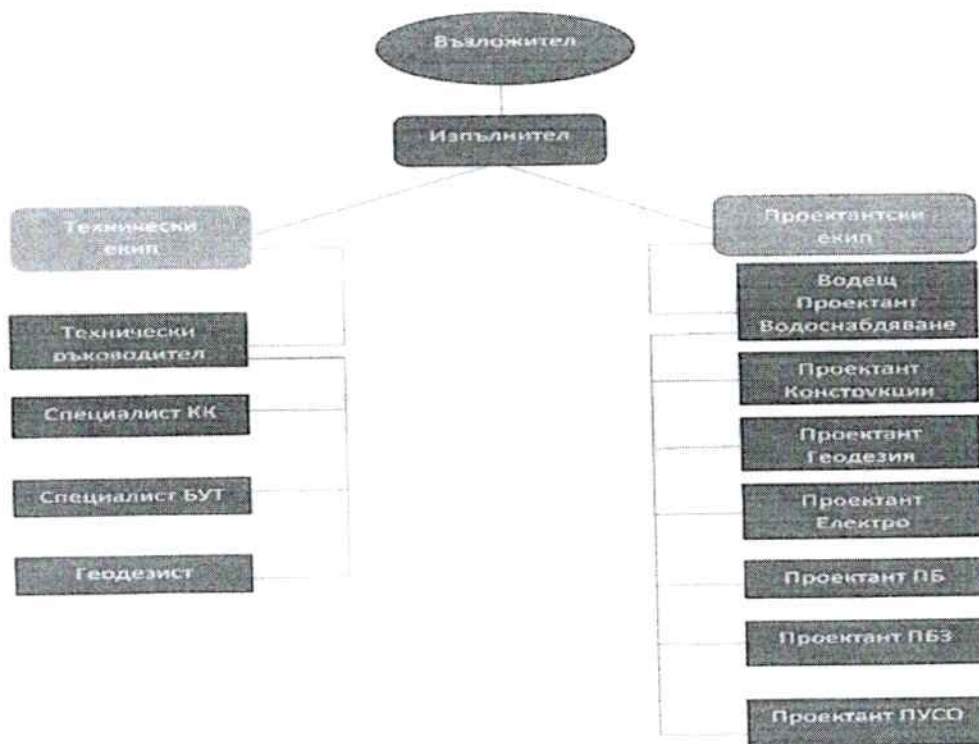 Възложител
Изпълнител
Технически
екип
Технически
ръководител
Специалист КК
Специалист БУТ
Геодезист
Проектантски
екип
Водещ
Проектант
Водоснабдяване
Проектант
Конструкции
Проектант
Геодезия
Проектант
Електро
Проектант ПБ
Проектант ПБЗ
Проектант ПУСО